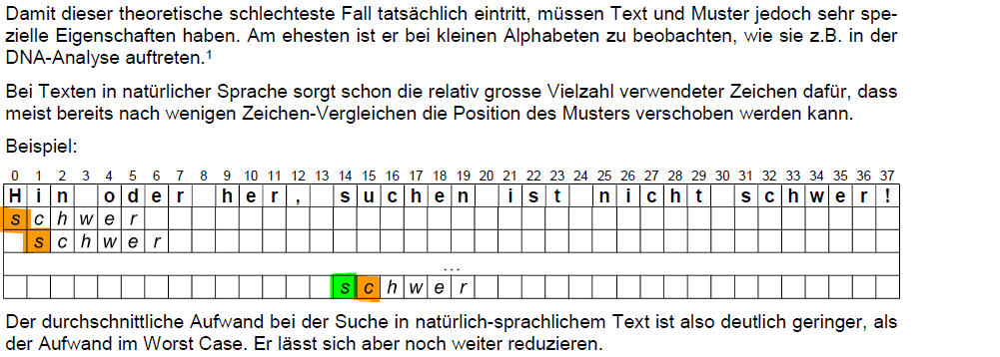 Damit dieser theoretische schlechteste Fall tatsächlich eintritt, müssen Text und Muster jedoch sehr spe-
zielle Eigenschaften haben. Am ehesten ist er bei kleinen Alphabeten zu beobachten, wie sie z.B. in der
DNA-Analyse auftreten.¹
Bei Texten in natürlicher Sprache sorgt schon die relativ grosse Vielzahl verwendeter Zeichen dafür, dass
meist bereits nach wenigen Zeichen-Vergleichen die Position des Musters verschoben werden kann.
Beispiel:
0 1 2 3 4 5 6 7 8 9 10 11 12 13 14 15 16 17 18 19 20 21 22 23 24 25 26 27 28 29 30 31 32 33 34 35 36 37
H i n o d e r h e r , s u c h e n i s t n i c h t s c h w e r !
s c h w e r
s c h w e r
...
s c h w e r
Der durchschnittliche Aufwand bei der Suche in natürlich-sprachlichem Text ist also deutlich geringer, als
der Aufwand im Worst Case. Er lässt sich aber noch weiter reduzieren.